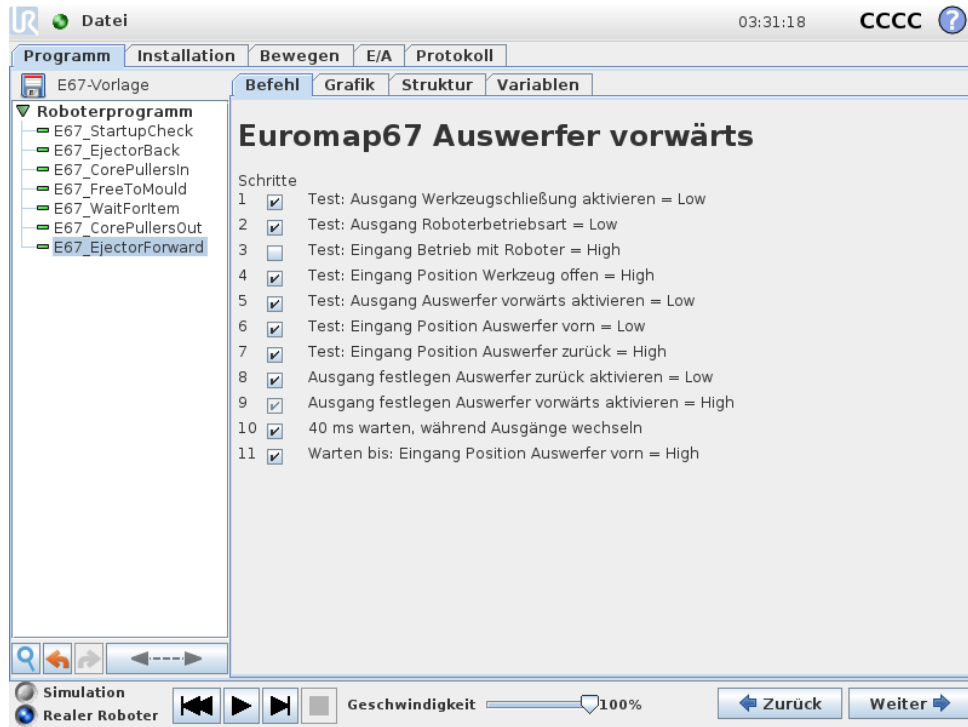 UR Datei 03:31:18 CCCC ?
Programm Installation Bewegen E/A Protokoll
E67-Vorlage
Befehl Grafik Struktur Variablen
Roboterprogramm
E67_StartupCheck
E67_EjectorBack
E67_CorePullersIn
E67_FreeToMould
E67_WaitForItem
E67_CorePullersOut
E67_EjectorForward
Euromap67 Auswerfer vorwärts
Schritte
1 Test: Ausgang Werkzeugschließung aktivieren = Low
2 Test: Ausgang Roboterbetriebsart = Low
3 Test: Eingang Betrieb mit Roboter = High
4 Test: Eingang Position Werkzeug offen = High
5 Test: Ausgang Auswerfer vorwärts aktivieren = Low
6 Test: Eingang Position Auswerfer vorn = Low
7 Test: Eingang Position Auswerfer zurück = High
8 Ausgang festlegen Auswerfer zurück aktivieren = Low
9 Ausgang festlegen Auswerfer vorwärts aktivieren = High
10 40 ms warten, während Ausgänge wechseln
11 Warten bis: Eingang Position Auswerfer vorn = High
Simulation
Realer Roboter
Geschwindigkeit 100%
Zurück Weiter